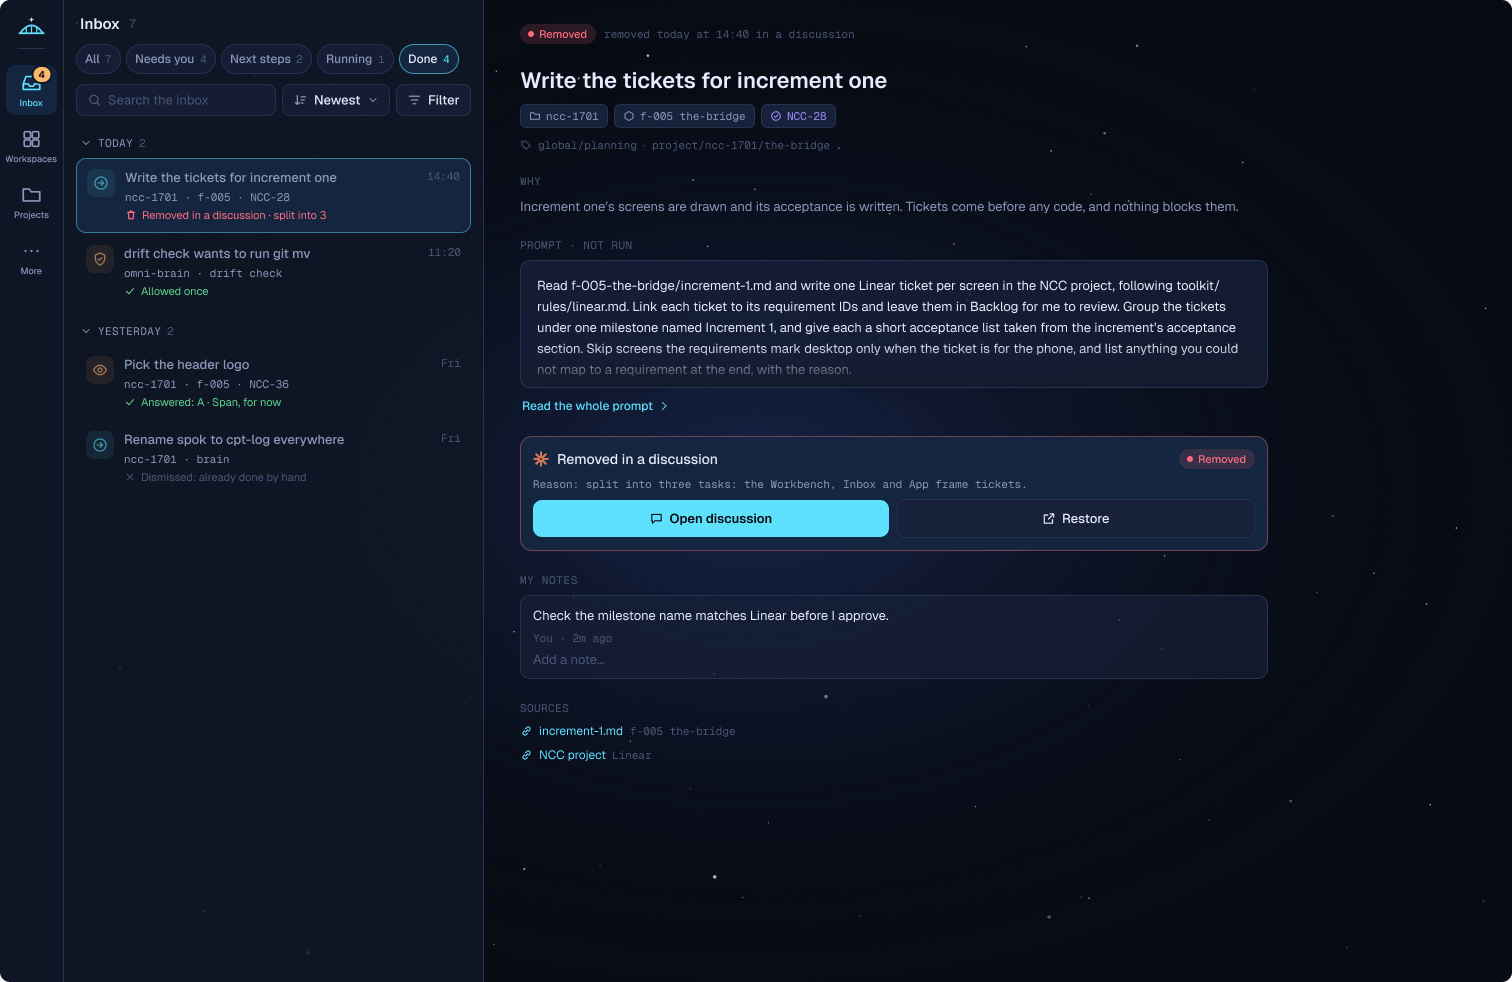 4
Inbox
Workspaces
Projects
More
Inbox 7
All 7
Needs you 4
Next steps 2
Running 1
Done 4
Search the inbox
Newest
Filter
TODAY 2
Write the tickets for increment one 14:40
ncc-1701 · f-005 · NCC-28
Removed in a discussion · split into 3
drift check wants to run git mv 11:20
omni-brain · drift check
Allowed once
YESTERDAY 2
Pick the header logo Fri
ncc-1701 · f-005 · NCC-36
Answered: A · Span, for now
Rename spok to cpt-log everywhere Fri
ncc-1701 · brain
Dismissed: already done by hand
Removed removed today at 14:40 in a discussion
Write the tickets for increment one
ncc-1701 f-005 the-bridge NCC-28
global/planning · project/ncc-1701/the-bridge
WHY
Increment one's screens are drawn and its acceptance is written. Tickets come before any code, and nothing blocks them.
PROMPT · NOT RUN
Read f-005-the-bridge/increment-1.md and write one Linear ticket per screen in the NCC project, following toolkit/
rules/linear.md. Link each ticket to its requirement IDs and leave them in Backlog for me to review. Group the tickets
under one milestone named Increment 1, and give each a short acceptance list taken from the increment's acceptance
section. Skip screens the requirements mark desktop only when the ticket is for the phone, and list anything you could
not map to a requirement at the end, with the reason.
Read the whole prompt
Removed in a discussion Removed
Reason: split into three tasks: the Workbench, Inbox and App frame tickets.
Open discussion
Restore
MY NOTES
Check the milestone name matches Linear before I approve.
You · 2m ago
Add a note…
SOURCES
increment-1.md f-005 the-bridge
NCC project Linear